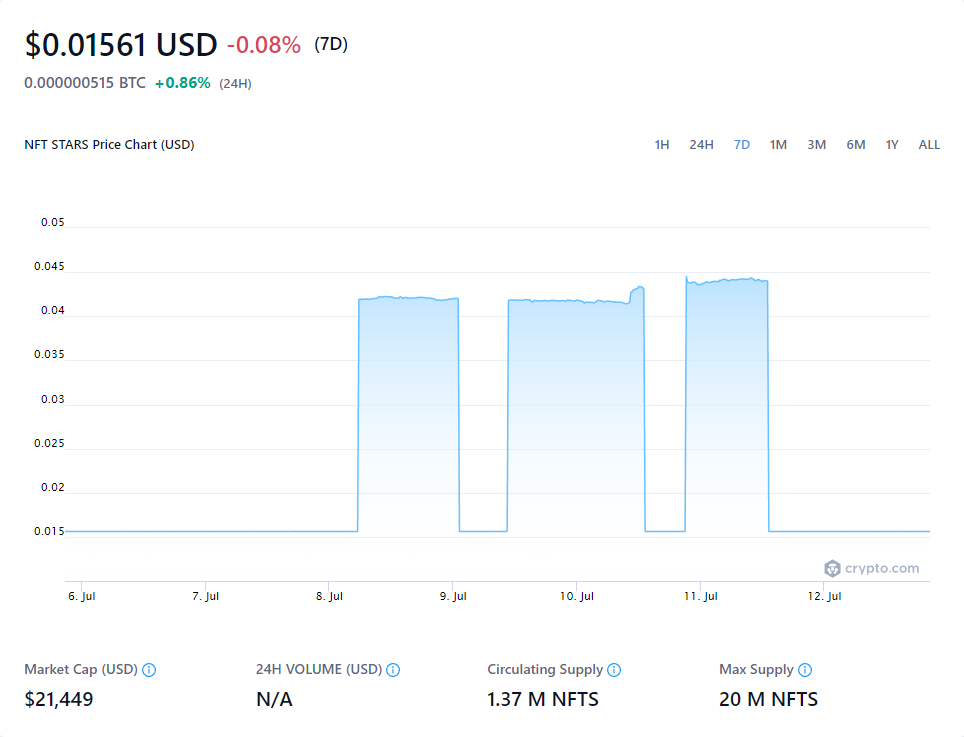 $0.01561 USD -0.08% (7D)
0.000000515 BTC +0.86% (24H)
NFT STARS Price Chart (USD) 1H 24H 7D 1M 3M 6M 1Y ALL
0.05
0.045
0.04
0.035
0.03
0.025
0.02
0.015
crypto.com
6. Jul 7. Jul 8. Jul 9. Jul 10. Jul 11. Jul 12. Jul
Market Cap (USD) 24H VOLUME (USD) Circulating Supply Max Supply
$21,449 N/A 1.37 M NFTS 20 M NFTS